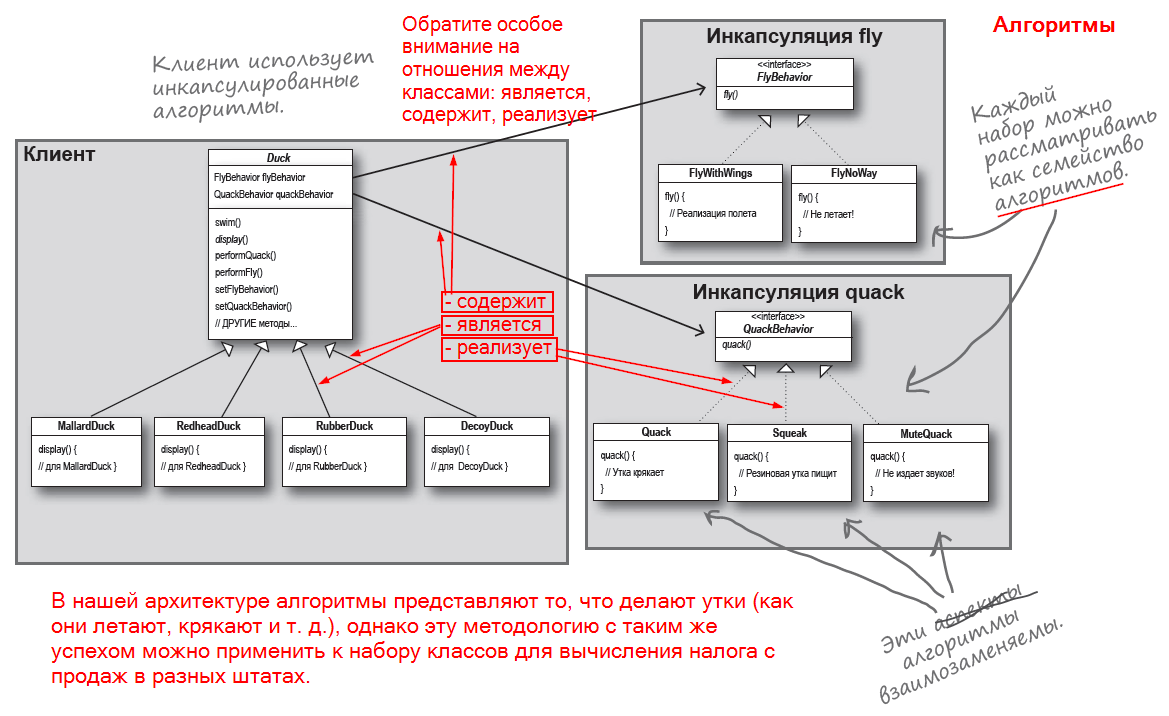 Клиент использует
инкапсулированные
алгоритмы.
Обратите особое
внимание на
отношения между
классами: является,
содержит, реализует
Алгоритмы
Каждый
набор можно
рассматривать
как семейство
алгоритмов.
Клиент
Duck
FlyBehavior flyBehavior
QuackBehavior quackBehavior
swim()
display()
performQuack()
performFly()
setFlyBehavior()
setQuackBehavior()
// ДРУГИЕ методы...
- содержит
- является
- реализует
MallardDuck
display() {
// для MallardDuck }
RedheadDuck
display() {
// для RedheadDuck }
RubberDuck
display() {
// для RubberDuck }
DecoyDuck
display() {
// для DecoyDuck }
Инкапсуляция fly
<<interface>>
FlyBehavior
fly()
FlyWithWings
fly() {
// Реализация полета
}
FlyNoWay
fly() {
// Не летает!
}
Инкапсуляция quack
<<interface>>
QuackBehavior
quack()
Quack
quack() {
// Утка крякает
}
Squeak
quack() {
// Резиновая утка пищит
}
MuteQuack
quack() {
// Не издает звуков!
}
Эти аспекты
алгоритмы
взаимозаменяемы.
В нашей архитектуре алгоритмы представляют то, что делают утки (как
они летают, крякают и т. д.), однако эту методологию с таким же
успехом можно применить к набору классов для вычисления налога с
продаж в разных штатах.